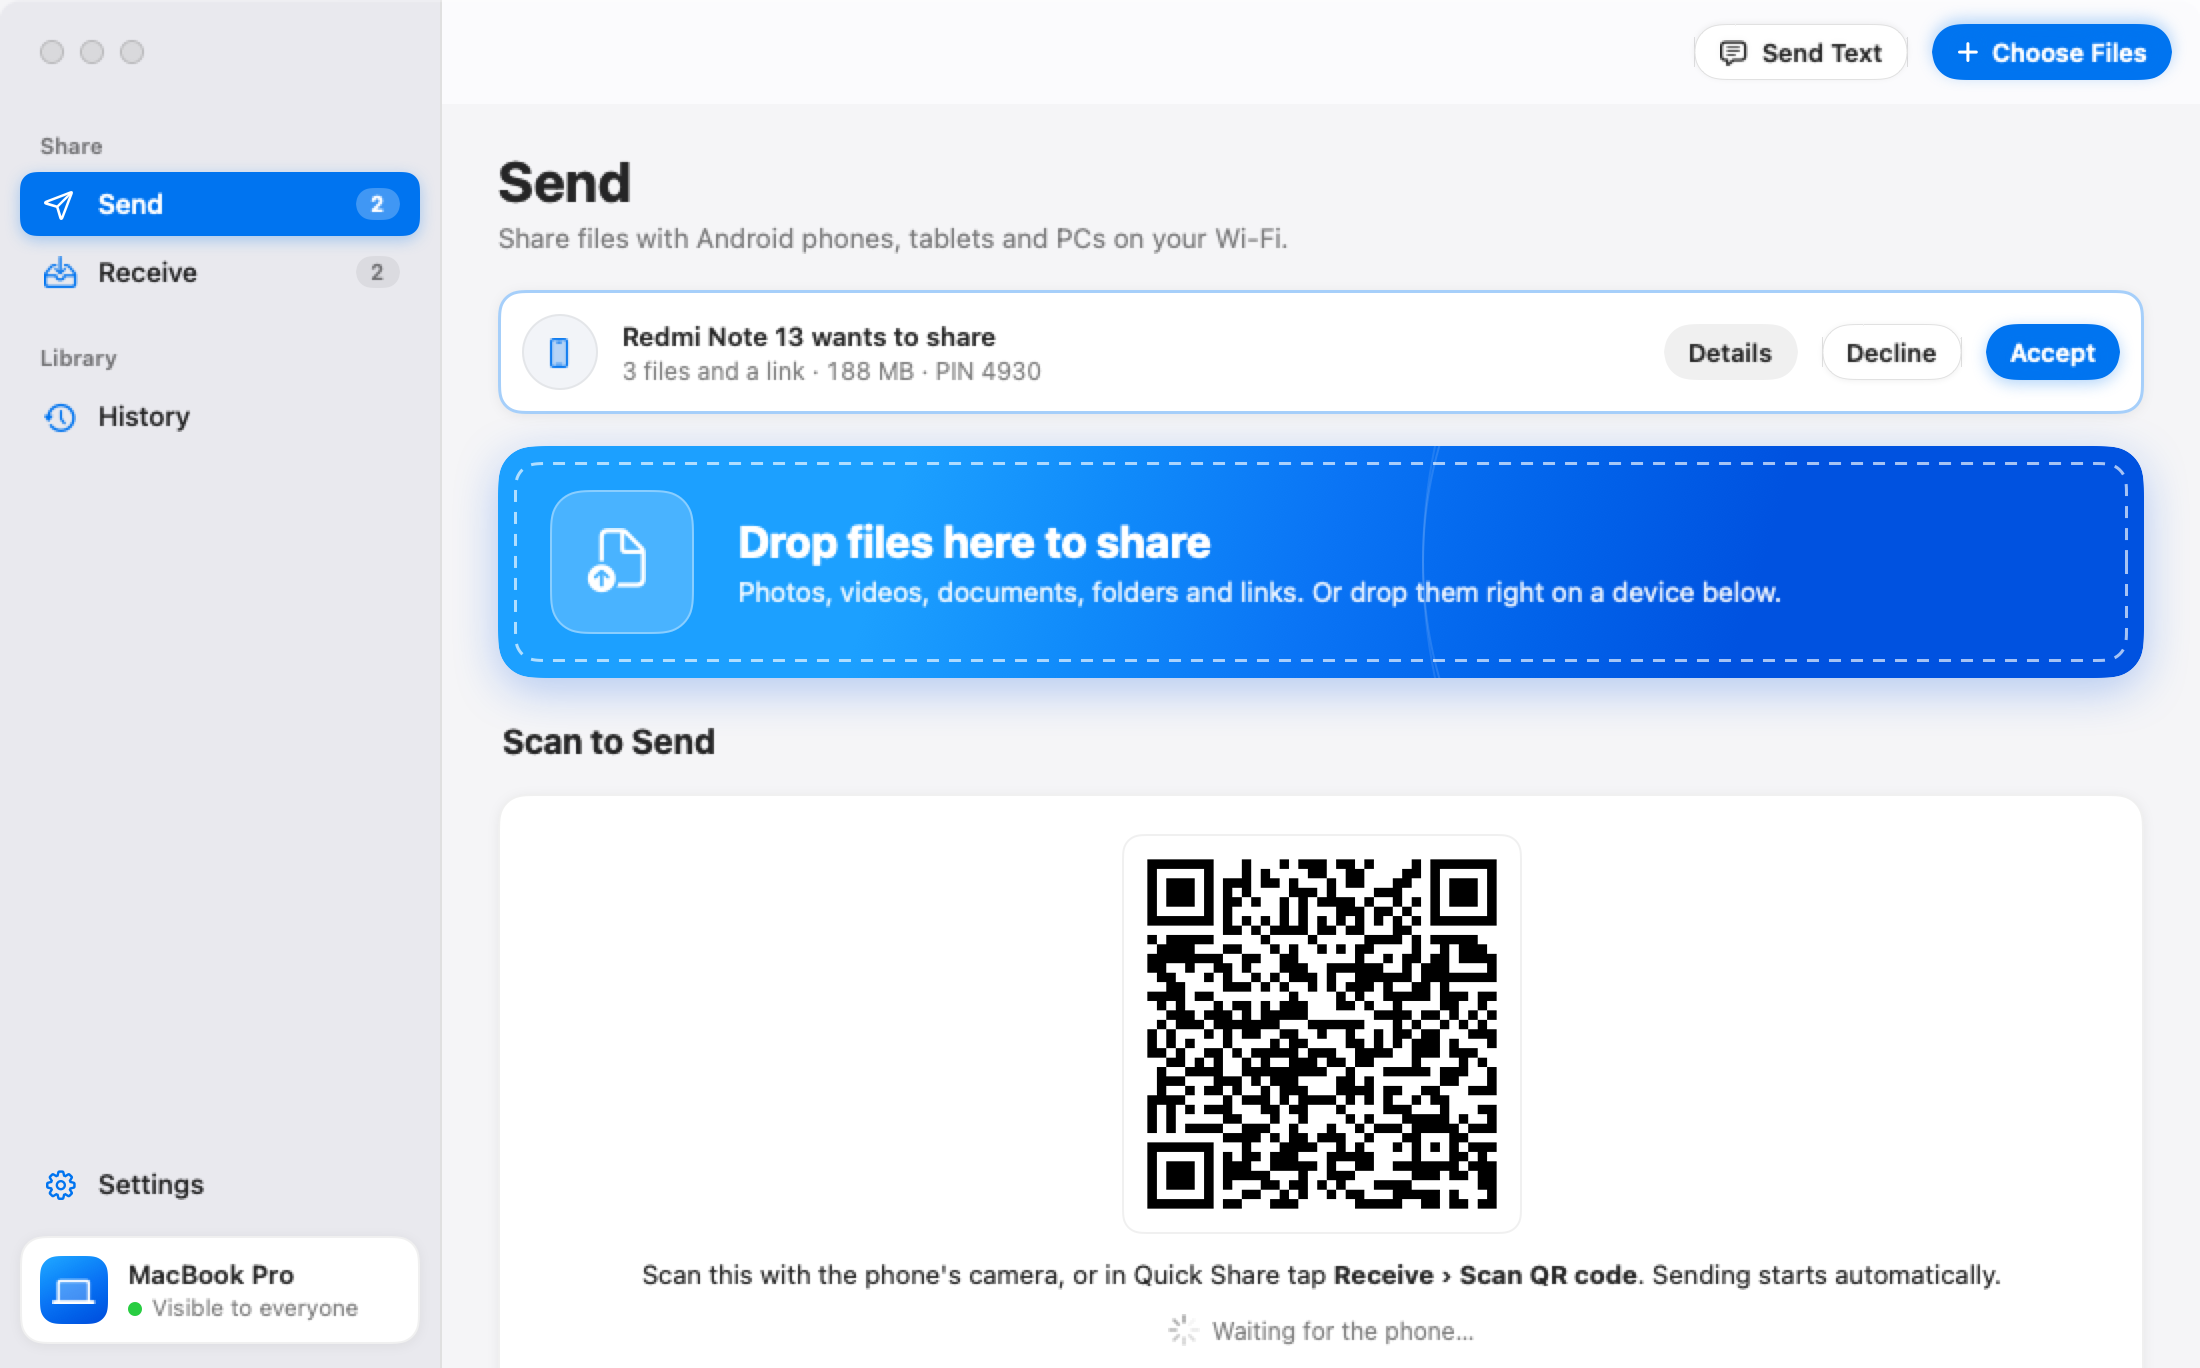 Send Text
Choose Files
Share
Send 2
Receive 2
Library
History
Settings
MacBook Pro
Visible to everyone
Send
Share files with Android phones, tablets and PCs on your Wi-Fi.
Redmi Note 13 wants to share
3 files and a link · 188 MB · PIN 4930
Details
Decline
Accept
Drop files here to share
Photos, videos, documents, folders and links. Or drop them right on a device below.
Scan to Send
Scan this with the phone's camera, or in Quick Share tap Receive › Scan QR code. Sending starts automatically.
Waiting for the phone...